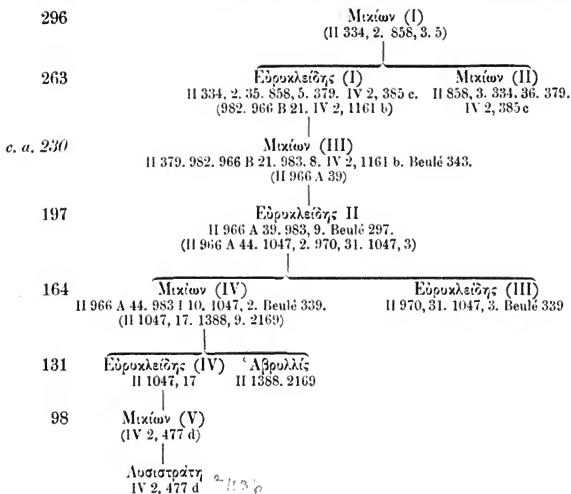 296 Μικίων (I)
(II 334, 2. 858, 3. 5)
263 Εὐρυκλείδης (I) Μικίων (II)
II 334, 2. 35. 858, 5. 379. IV 2, 385 c. II 858, 3. 334. 36. 379.
(982. 966 B 21. IV 2, 1161 b) IV 2, 385 c
c. a. 230 Μικίων (III)
II 379. 982. 966 B 21. 983, 8. IV 2, 1161 b. Beulé 343.
(II 966 A 39)
197 Εὐρυκλείδης II
II 966 A 39. 983, 9. Beulé 297.
(II 966 A 44. 1047, 2. 970, 31. 1047, 3)
164 Μικίων (IV) Εὐρυκλείδης (III)
II 966 A 44. 983 I 10. 1047, 2. Beulé 339. II 970, 31. 1047, 3. Beulé 339
(II 1047, 17. 1388, 9. 2169)
131 Εὐρυκλείδης (IV) Ἁβρυλλίς
II 1047, 17 II 1388. 2169
98 Μικίων (V)
(IV 2, 477 d)
Λυσιστράτη
IV 2, 477 d